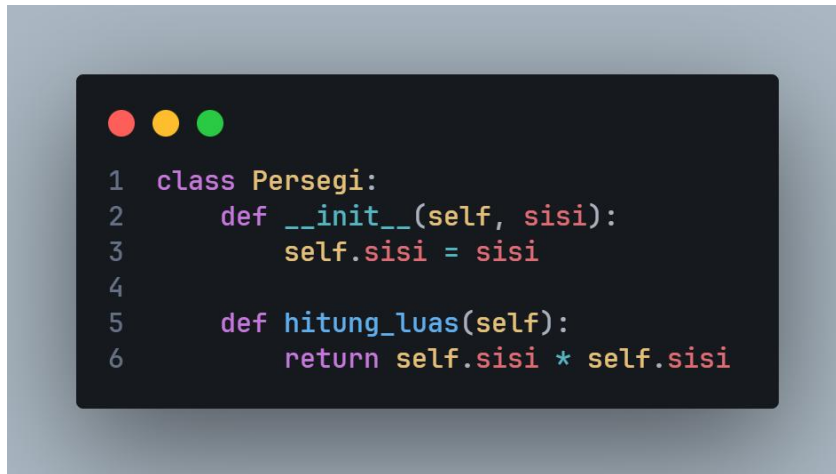 1 class Persegi:
2     def __init__(self, sisi):
3         self.sisi = sisi
4
5     def hitung_luas(self):
6         return self.sisi * self.sisi